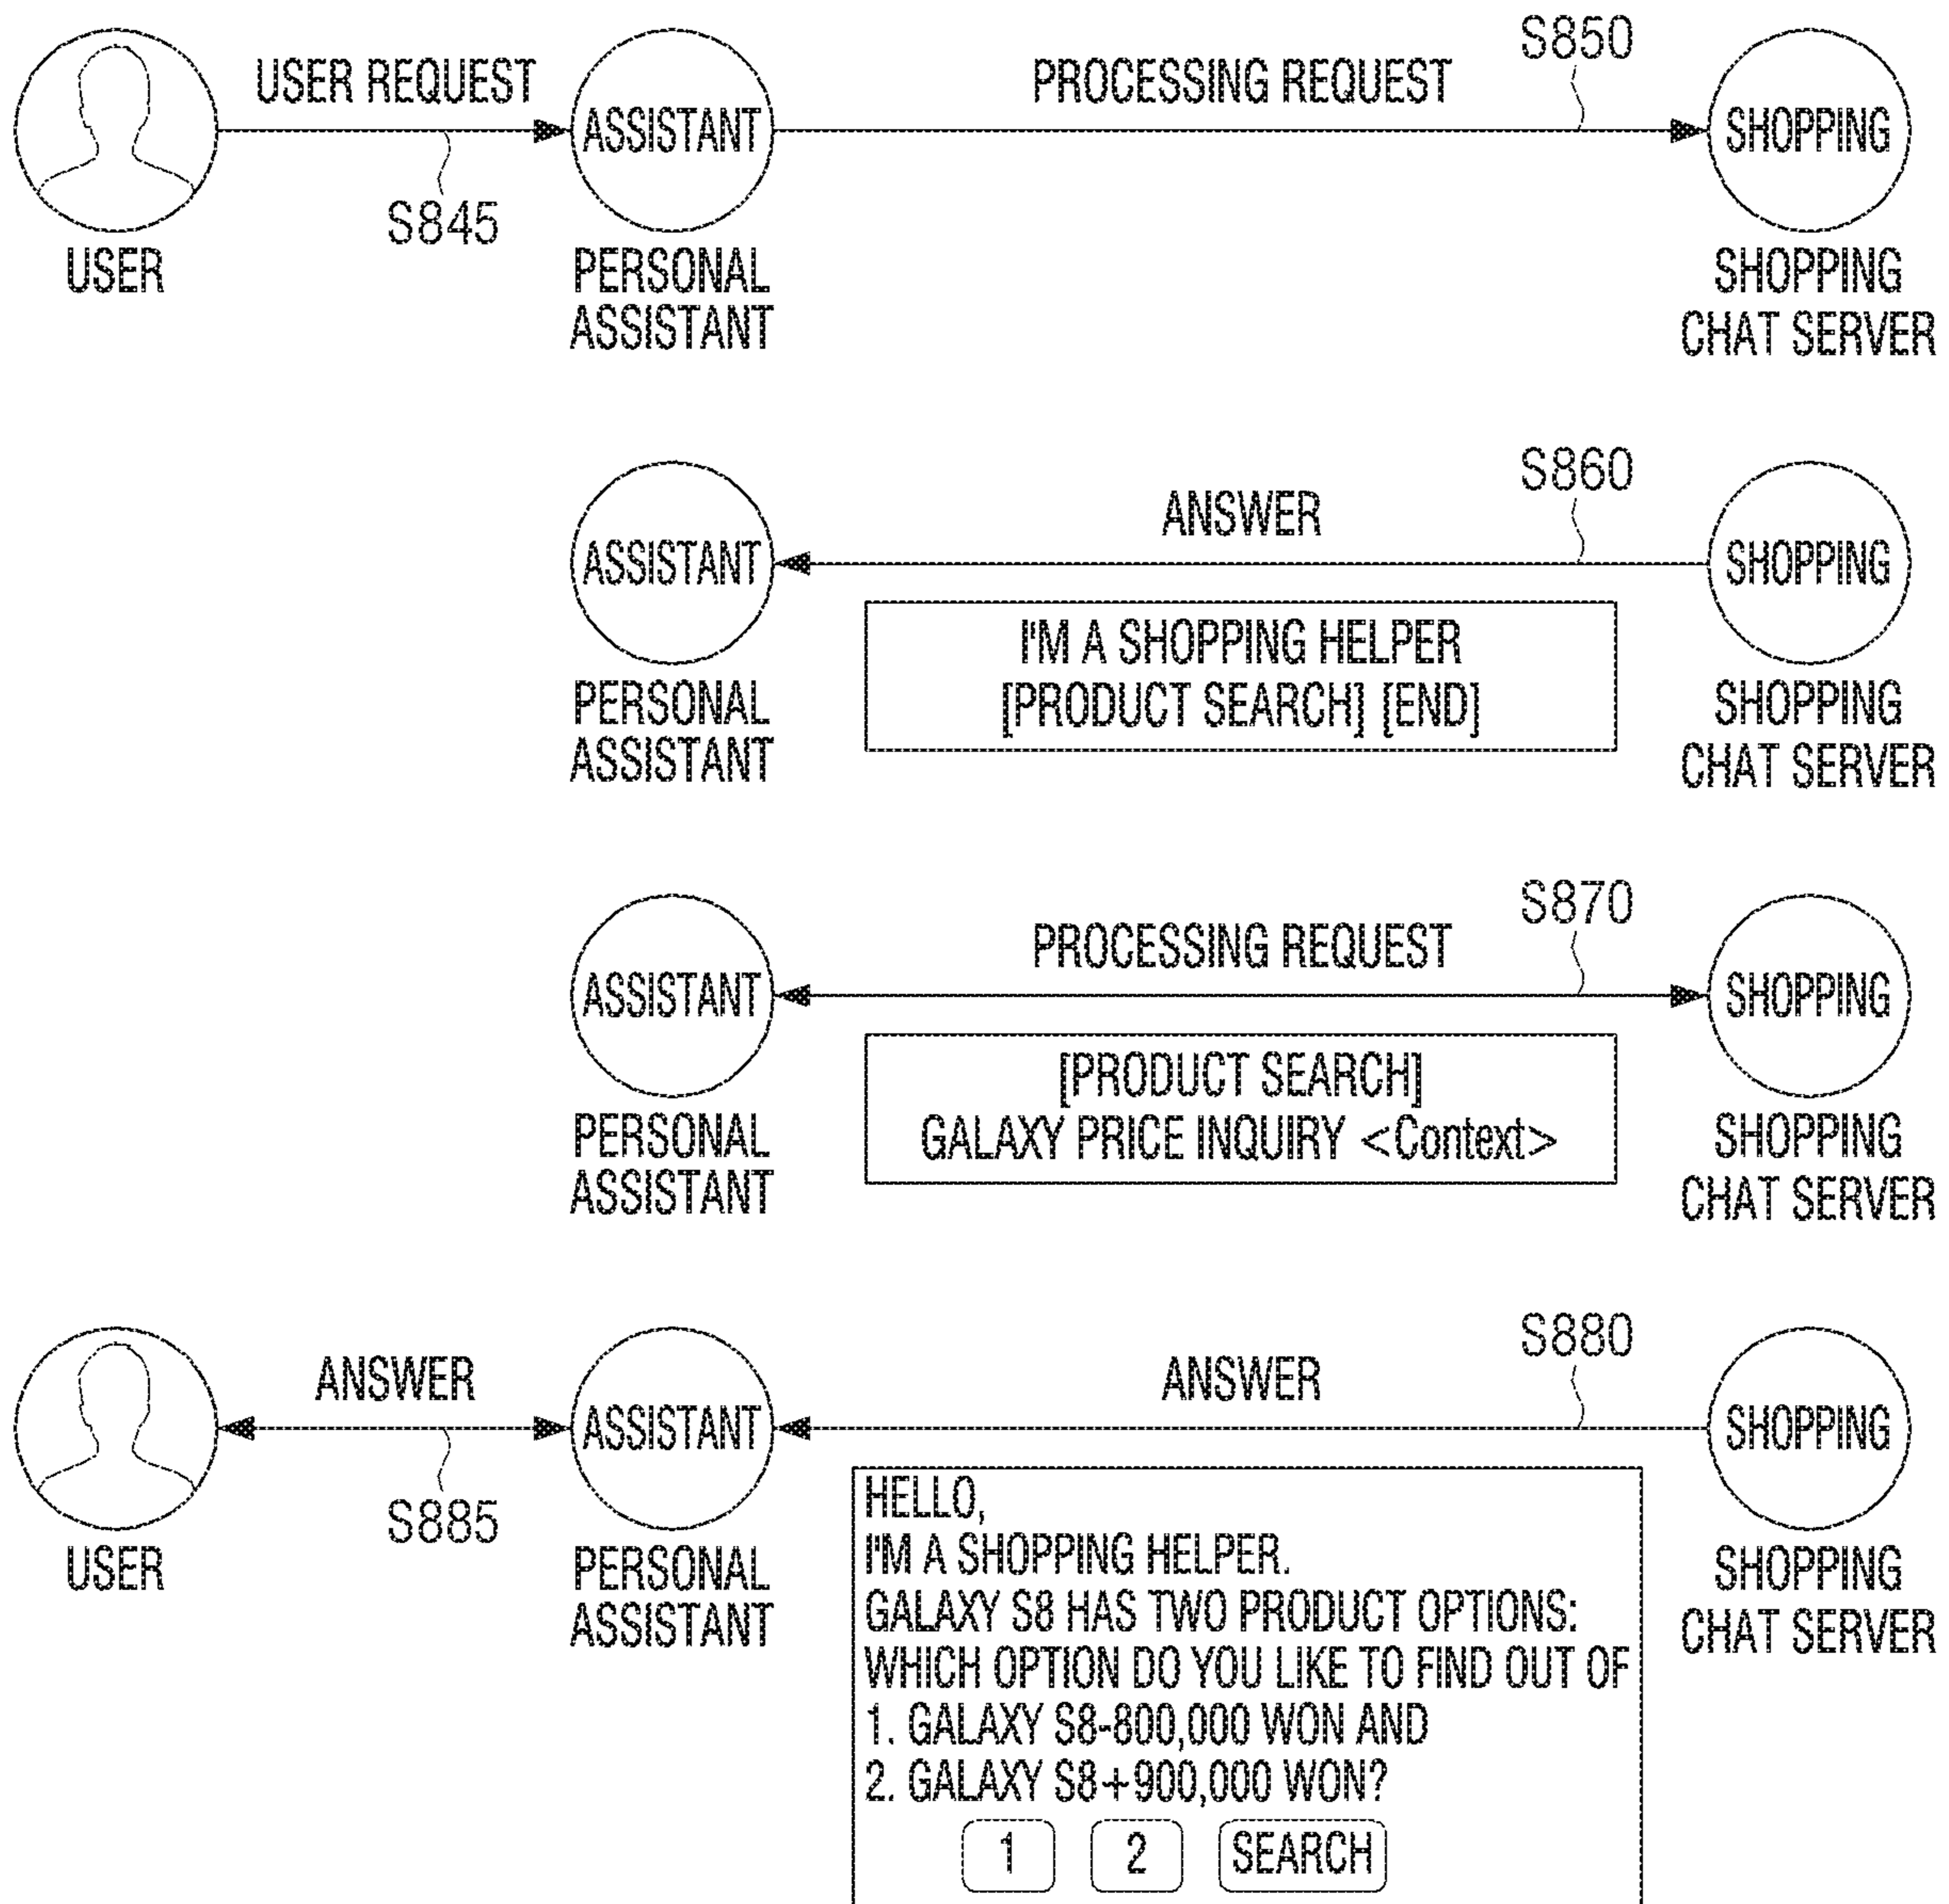 S850
USER REQUEST
PROCESSING REQUEST
ASSISTANT
SHOPPING
S845
USER
PERSONAL
ASSISTANT
SHOPPING
CHAT SERVER
S860
ANSWER
ASSISTANT
SHOPPING
I'M A SHOPPING HELPER
[PRODUCT SEARCH] [END]
PERSONAL
ASSISTANT
SHOPPING
CHAT SERVER
S870
PROCESSING REQUEST
ASSISTANT
SHOPPING
[PRODUCT SEARCH]
GALAXY PRICE INQUIRY <Context>
PERSONAL
ASSISTANT
SHOPPING
CHAT SERVER
S880
ANSWER
ANSWER
ASSISTANT
SHOPPING
S885
USER
PERSONAL
ASSISTANT
HELLO,
I'M A SHOPPING HELPER.
GALAXY S8 HAS TWO PRODUCT OPTIONS:
WHICH OPTION DO YOU LIKE TO FIND OUT OF
1. GALAXY S8-800,000 WON AND
2. GALAXY S8+900,000 WON?
1
2
SEARCH
SHOPPING
CHAT SERVER